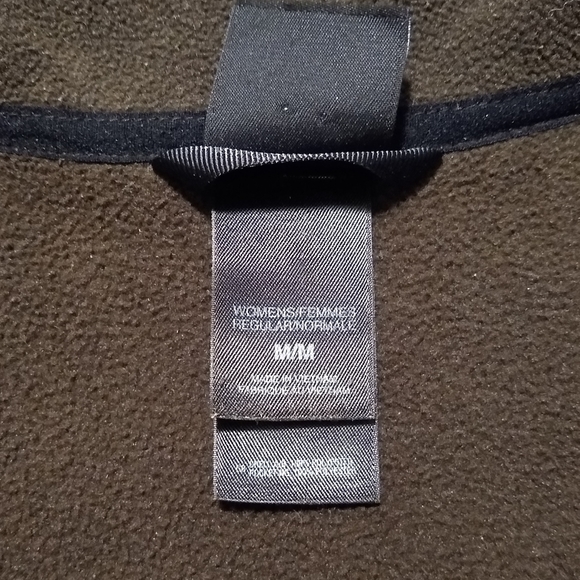 WOMENS/FEMMES
REGULAR/NORMALE
M/M
MADE IN VIETNAM
FABRIQUÉ AU VIETNAM